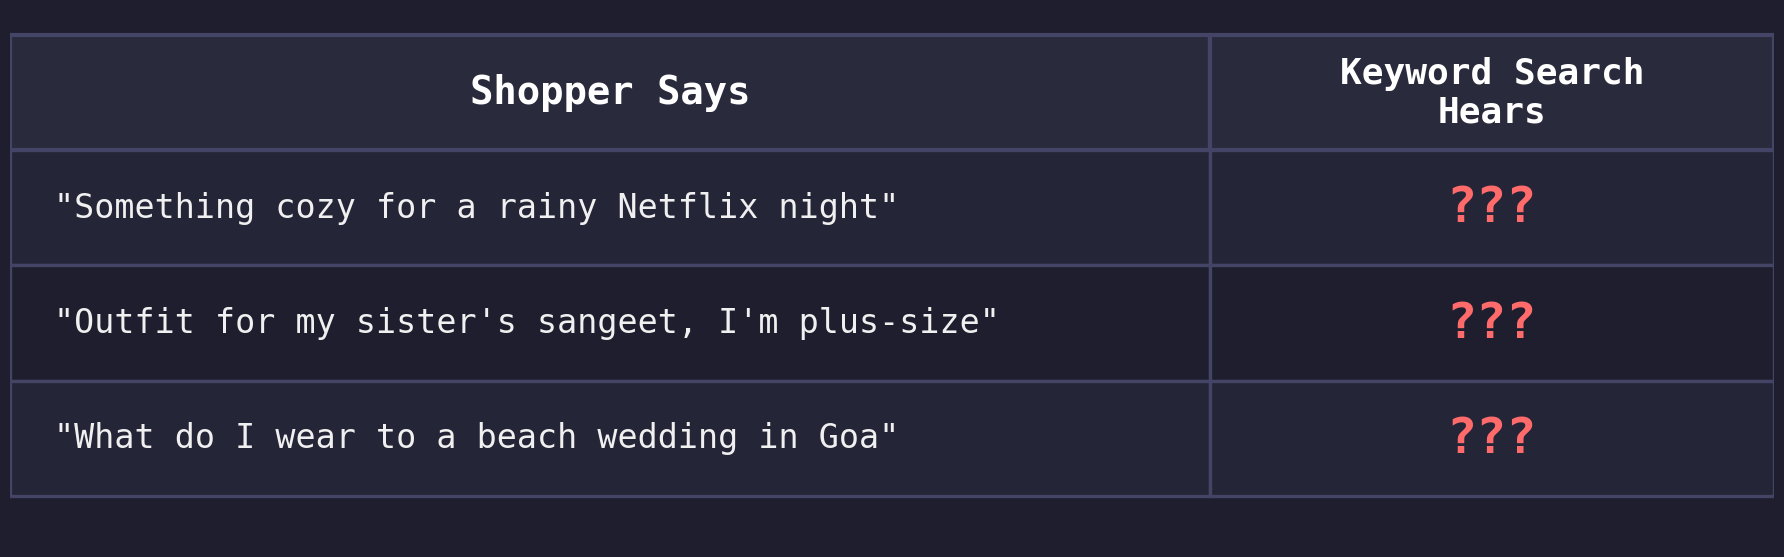 Shopper Says
Keyword Search
Hears
"Something cozy for a rainy Netflix night"
???
"Outfit for my sister's sangeet, I'm plus-size"
???
"What do I wear to a beach wedding in Goa"
???